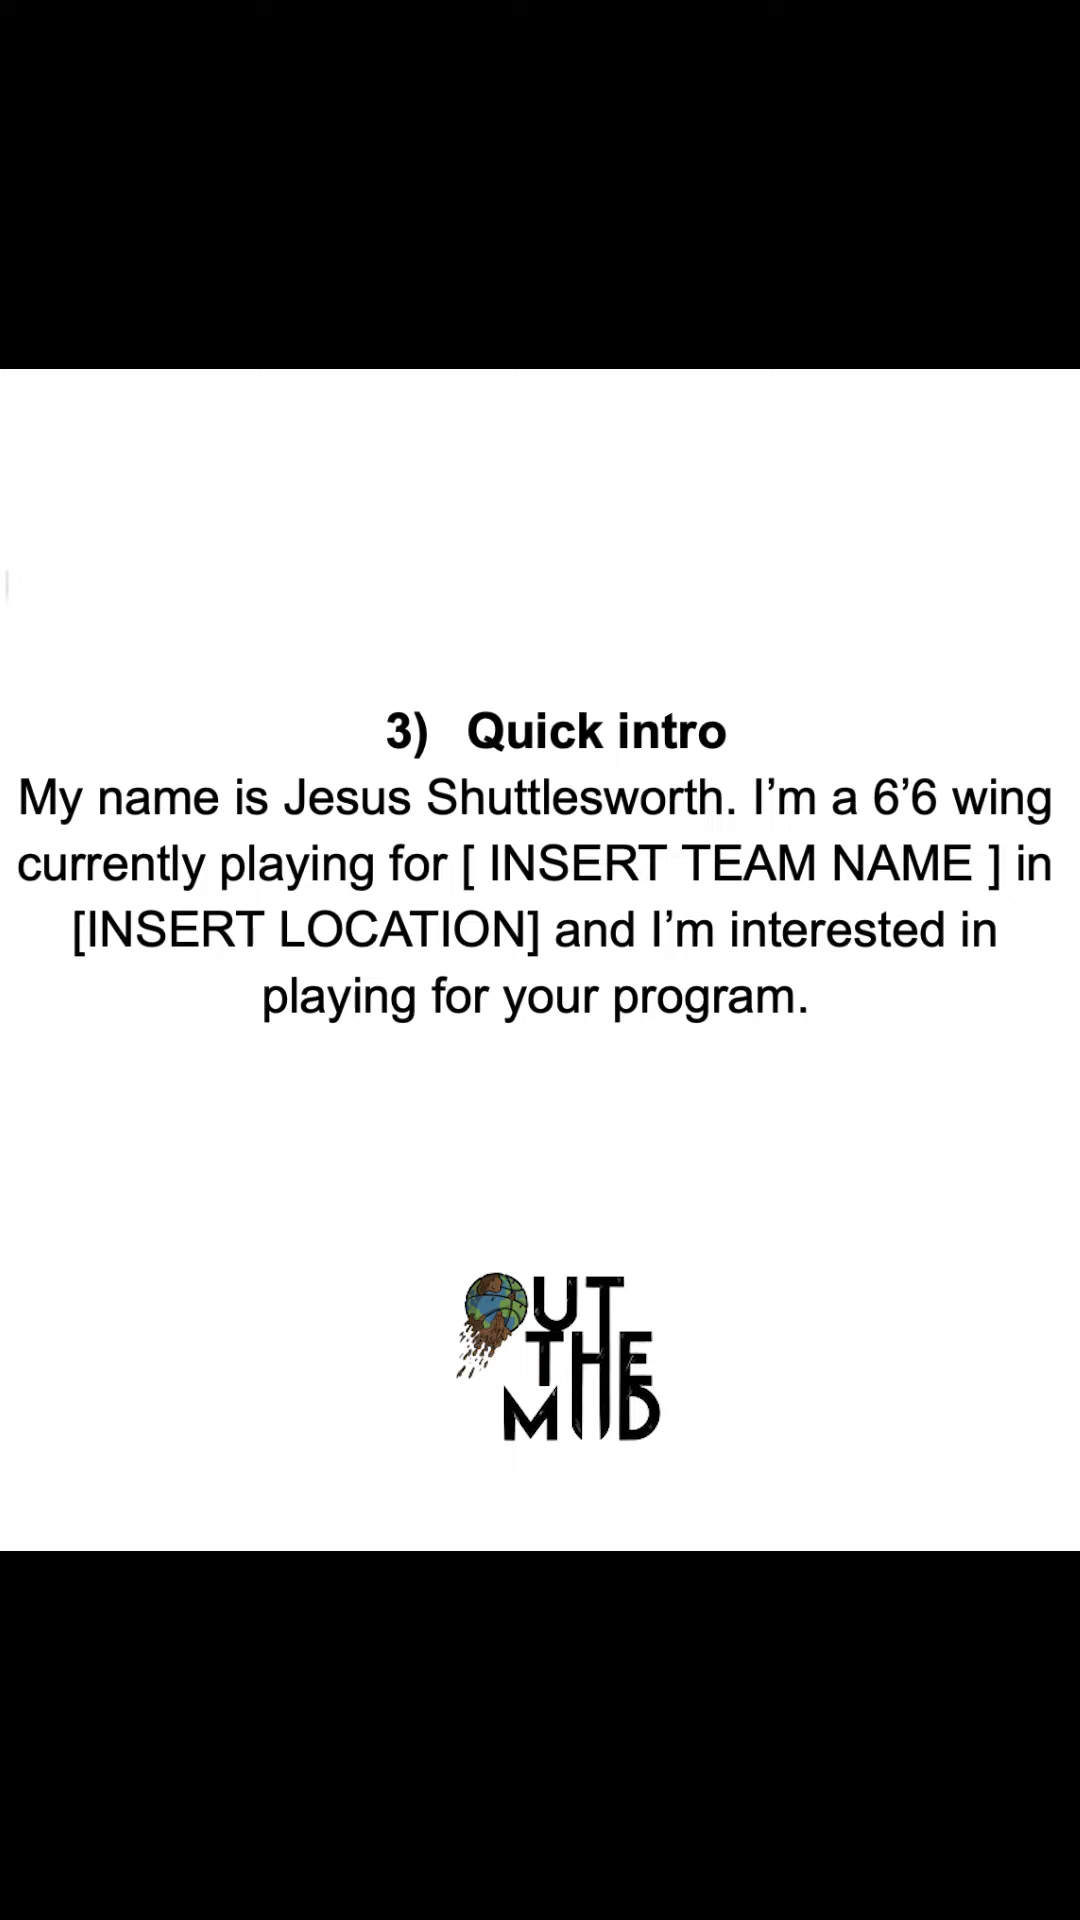 3) Quick intro
My name is Jesus Shuttlesworth. I’m a 6’6 wing
currently playing for [ INSERT TEAM NAME ] in
[INSERT LOCATION] and I’m interested in
playing for your program.
OUT
THE
MUD